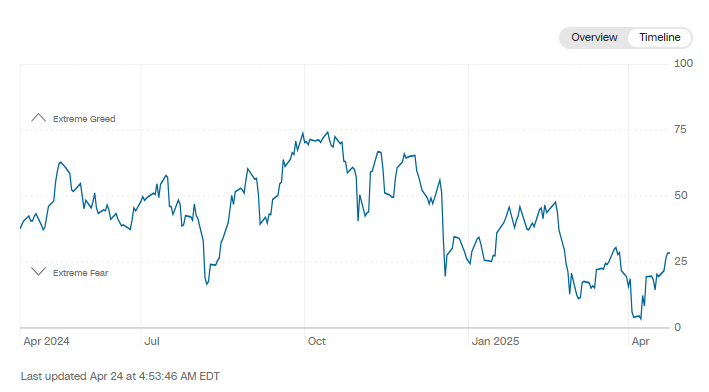 Overview Timeline
100
Extreme Greed
75
50
25
Extreme Fear
0
Apr 2024 Jul Oct Jan 2025 Apr
Last updated Apr 24 at 4:53:46 AM EDT